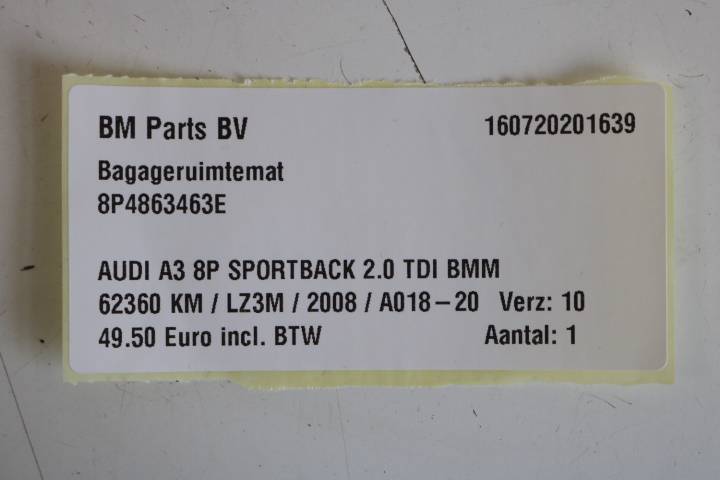 BM Parts BV 160720201639
Bagageruimtemat
8P4863463E
AUDI A3 8P SPORTBACK 2.0 TDI BMM
62360 KM / LZ3M / 2008 / A018-20 Verz: 10
49.50 Euro incl. BTW Aantal: 1